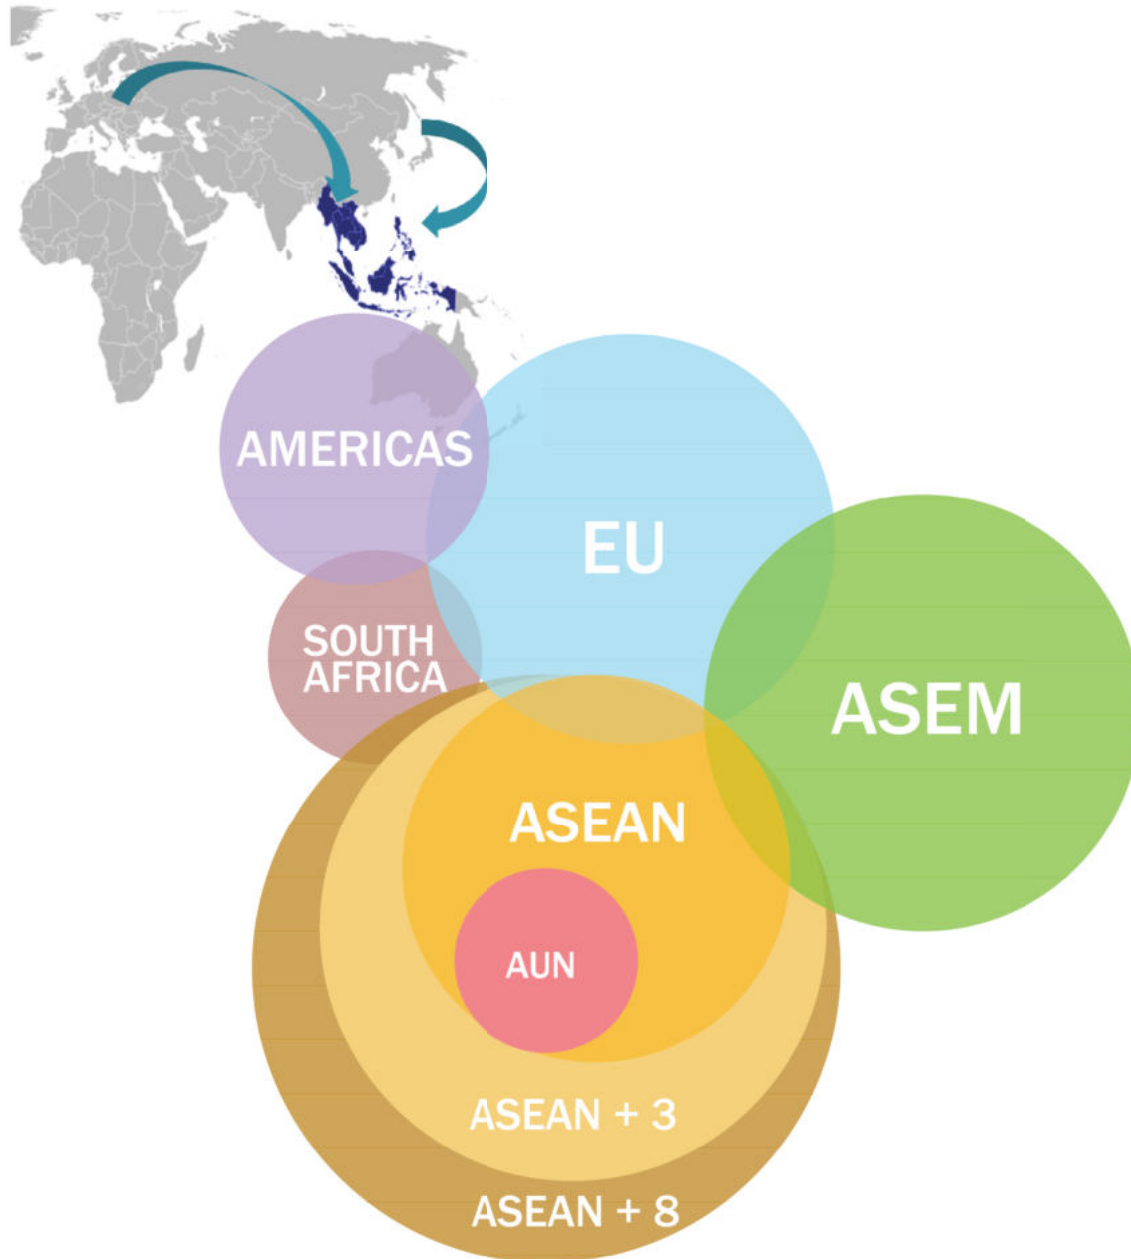 AMERICAS
EU
SOUTH
AFRICA
ASEM
ASEAN
AUN
ASEAN + 3
ASEAN + 8